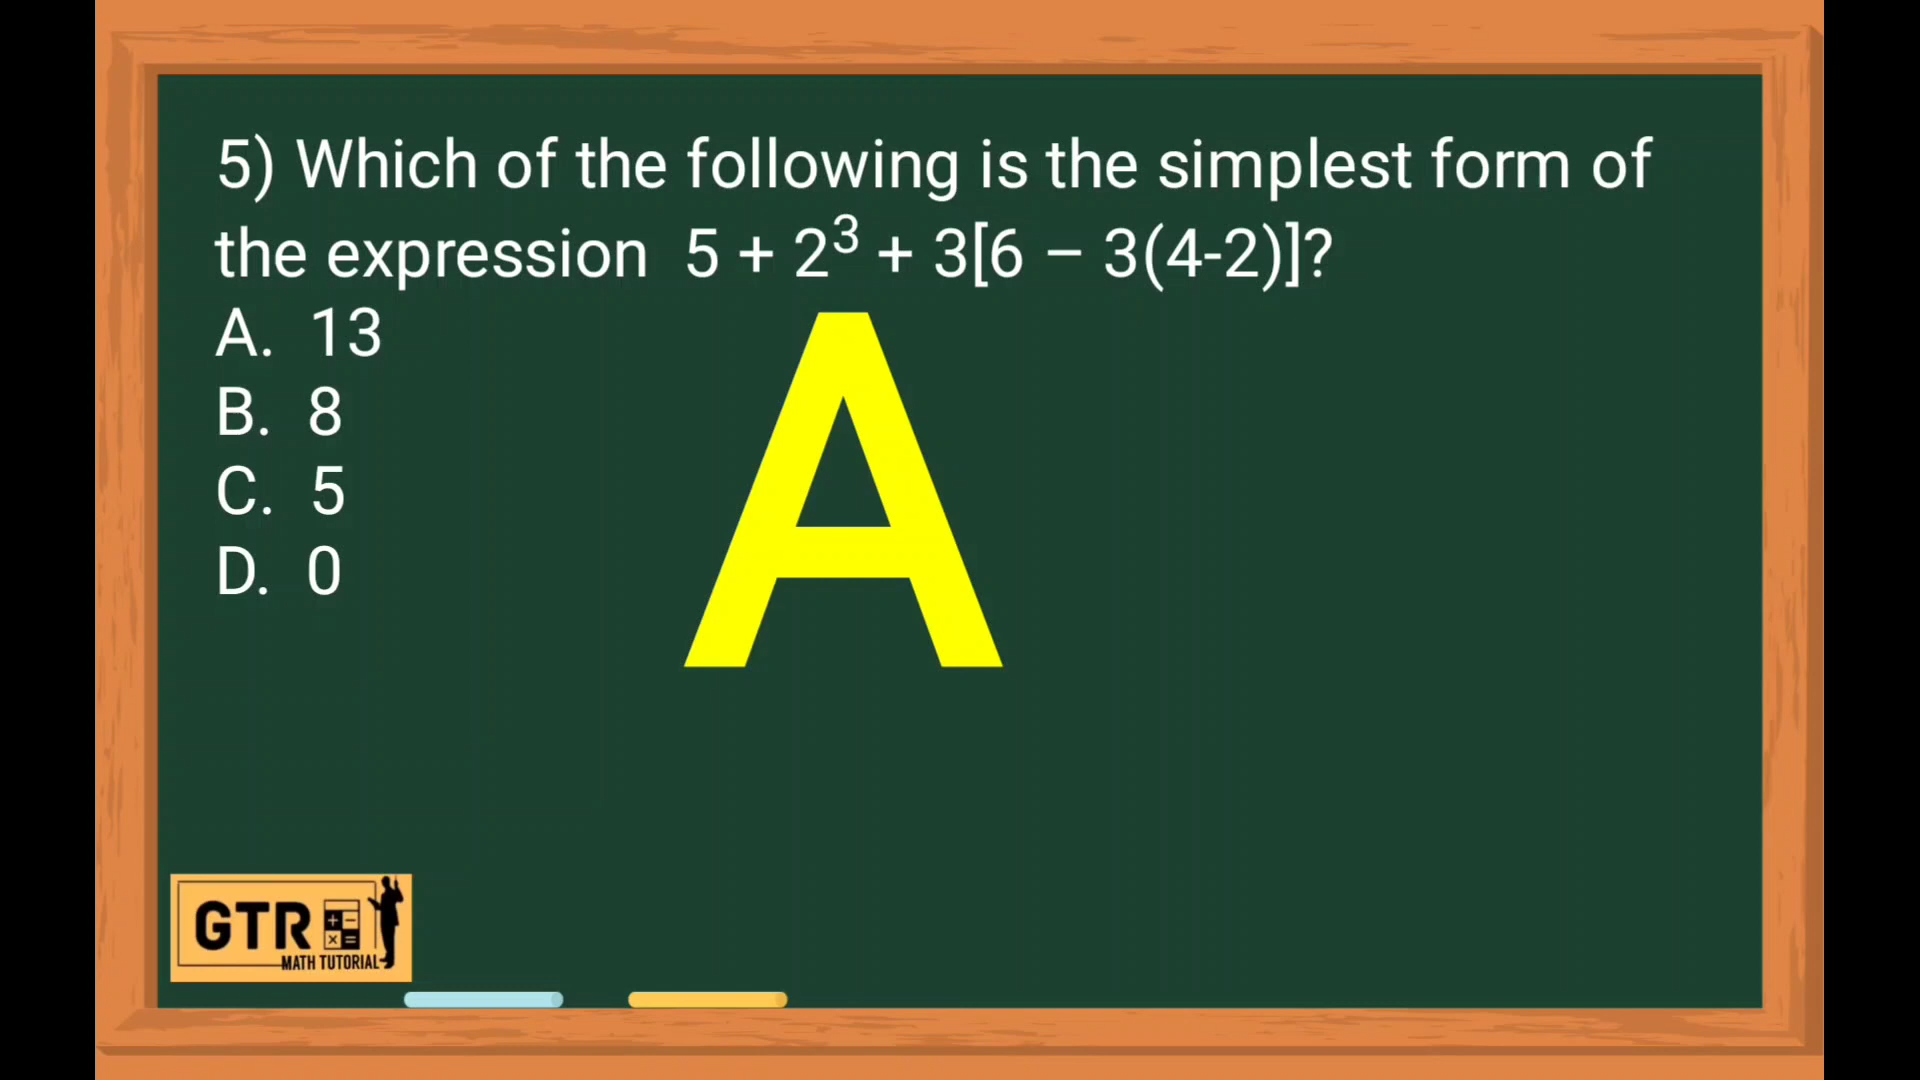 5) Which of the following is the simplest form of
the expression 5 + 2³ + 3[6 – 3(4-2)]?
A. 13
B. 8
C. 5
D. 0
A
GTR
+ −
× =
MATH TUTORIAL